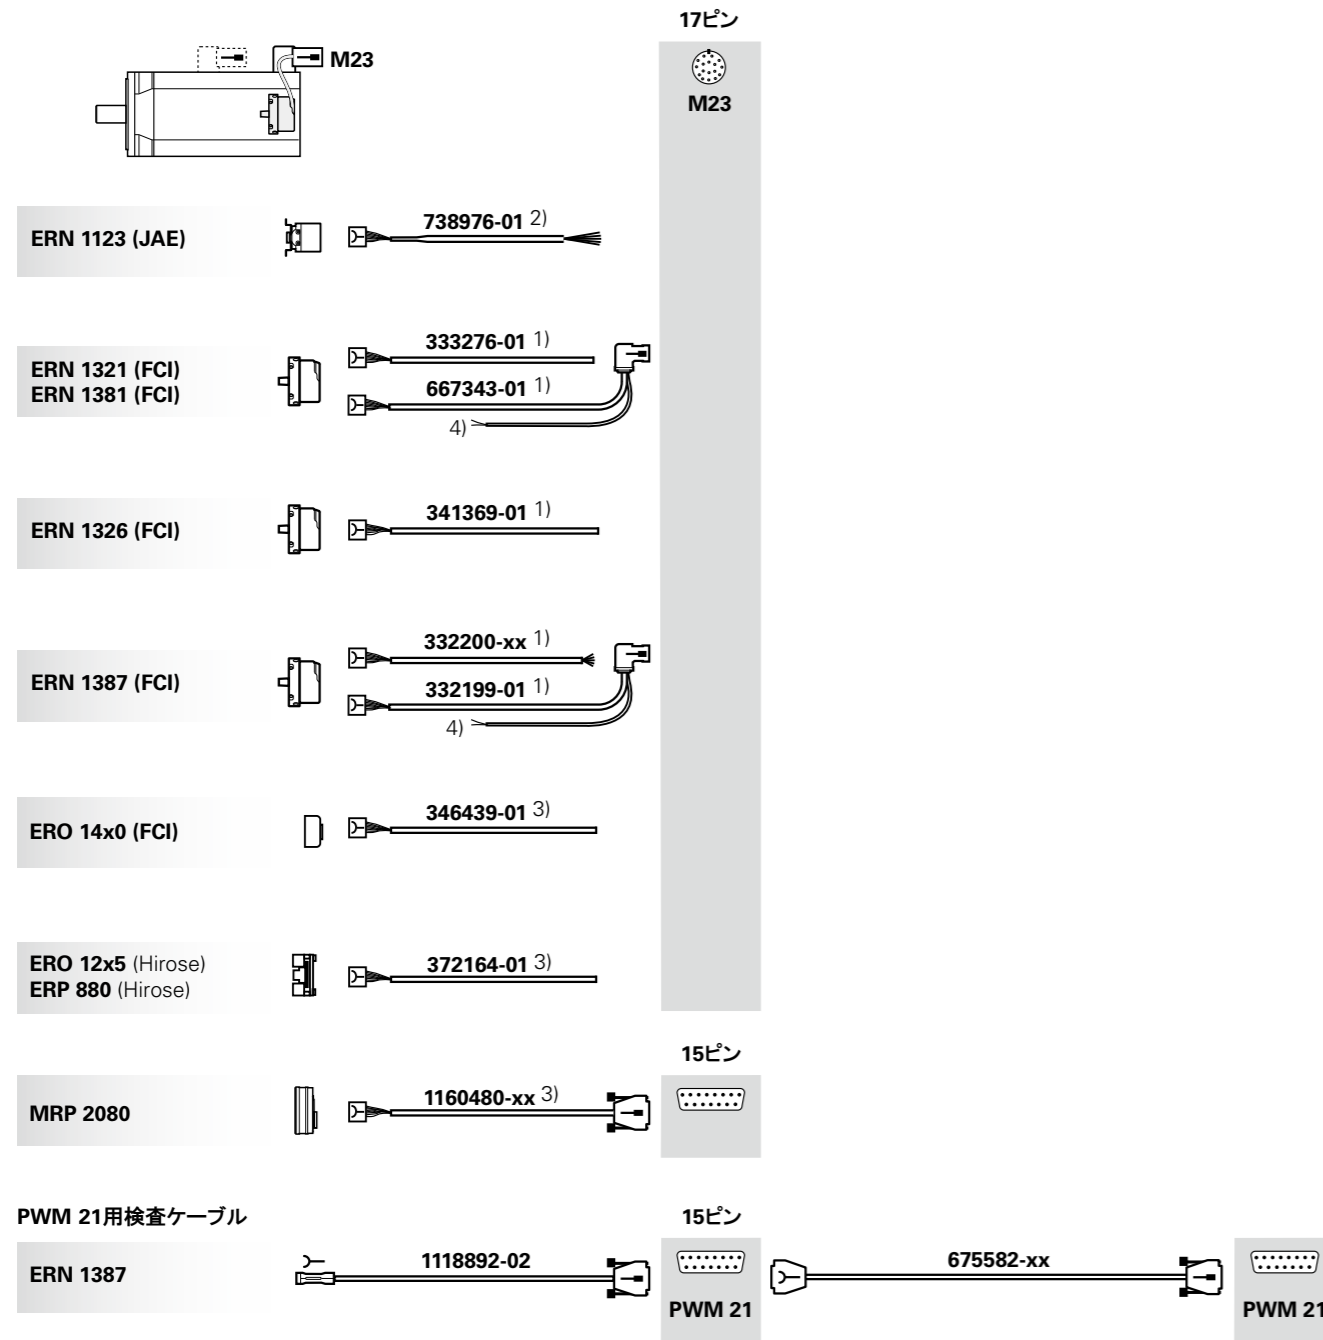 17ピン
M23
M23
ERN 1123 (JAE)
738976-01 2)
ERN 1321 (FCI)
ERN 1381 (FCI)
333276-01 1)
667343-01 1)
4)
ERN 1326 (FCI)
341369-01 1)
ERN 1387 (FCI)
332200-xx 1)
332199-01 1)
4)
ERO 14x0 (FCI)
346439-01 3)
ERO 12x5 (Hirose)
ERP 880 (Hirose)
372164-01 3)
15ピン
MRP 2080
1160480-xx 3)
PWM 21用検査ケーブル
15ピン
ERN 1387
1118892-02
675582-xx
PWM 21
PWM 21